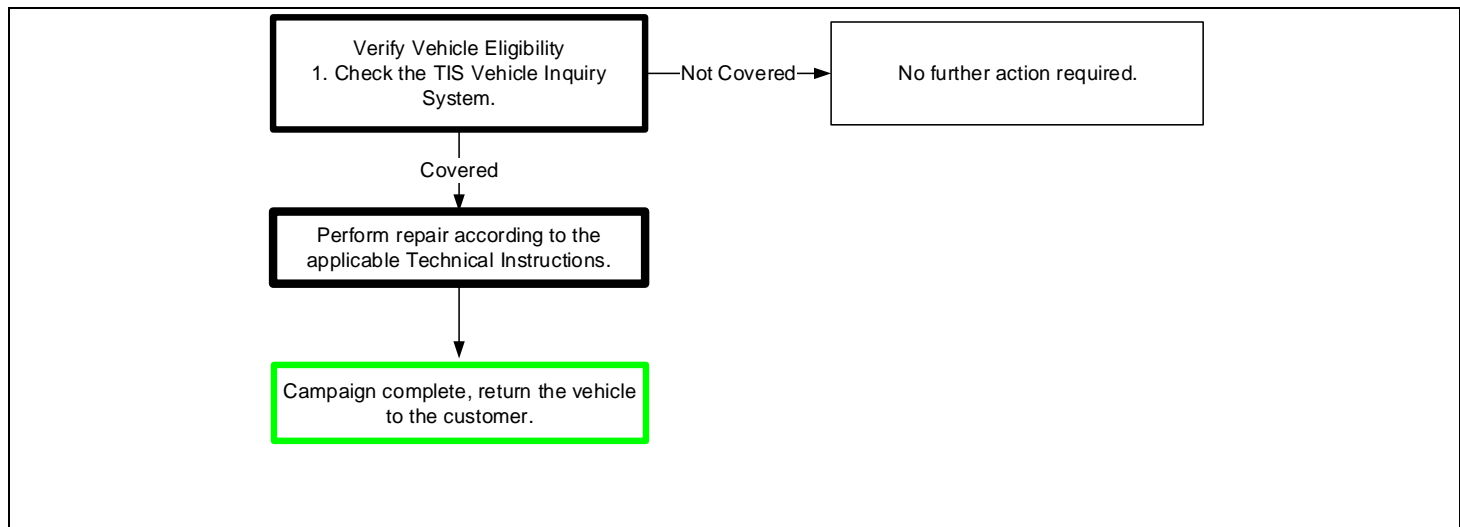 Verify Vehicle Eligibility
1. Check the TIS Vehicle Inquiry
System.
Not Covered
No further action required.
Covered
Perform repair according to the
applicable Technical Instructions.
Campaign complete, return the vehicle
to the customer.